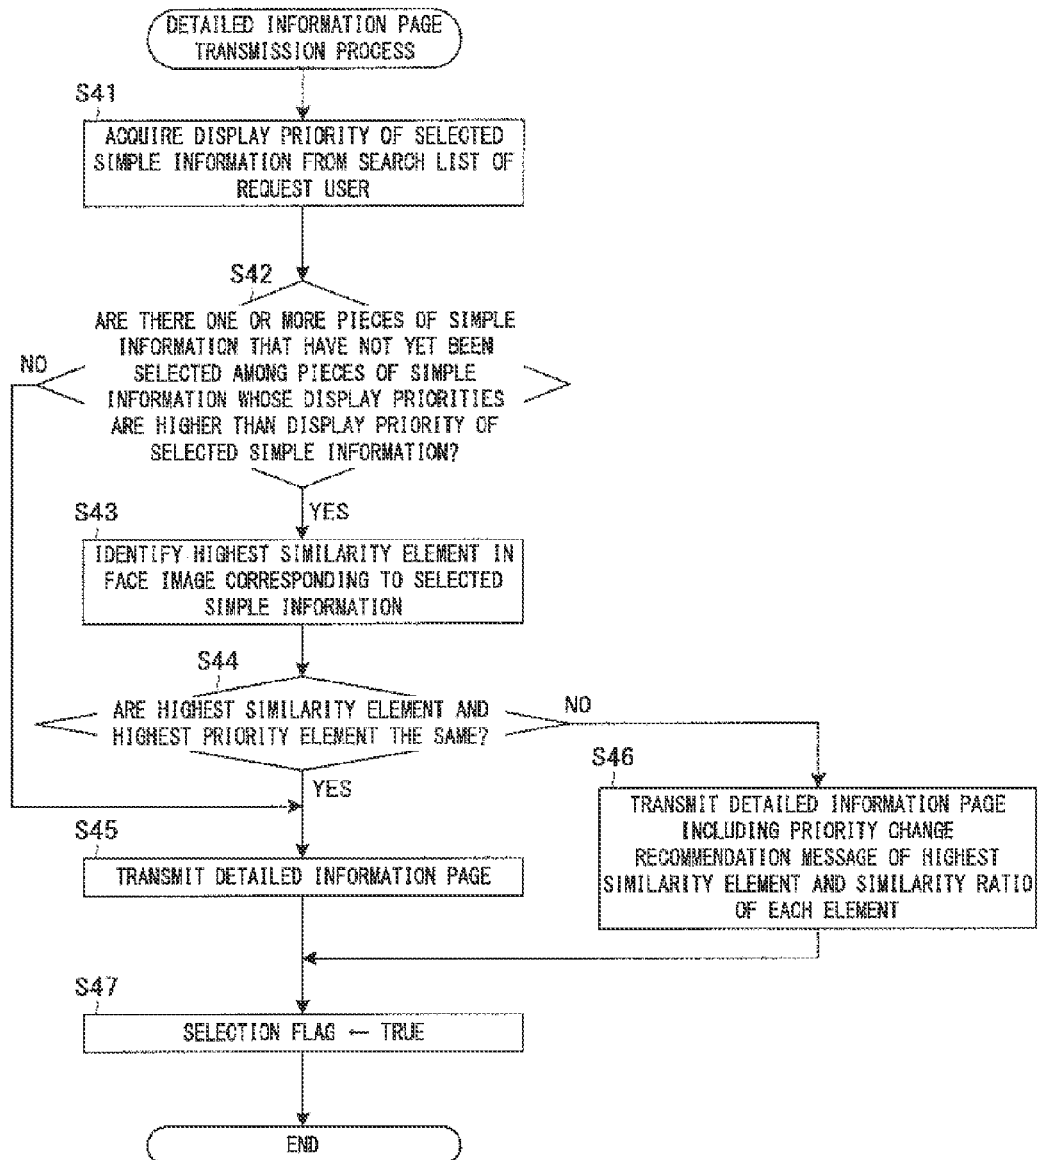 DETAILED INFORMATION PAGE
TRANSMISSION PROCESS
S41
ACQUIRE DISPLAY PRIORITY OF SELECTED
SIMPLE INFORMATION FROM SEARCH LIST OF
REQUEST USER
S42
ARE THERE ONE OR MORE PIECES OF SIMPLE
INFORMATION THAT HAVE NOT YET BEEN
SELECTED AMONG PIECES OF SIMPLE
INFORMATION WHOSE DISPLAY PRIORITIES
ARE HIGHER THAN DISPLAY PRIORITY OF
SELECTED SIMPLE INFORMATION?
NO
YES
S43
IDENTIFY HIGHEST SIMILARITY ELEMENT IN
FACE IMAGE CORRESPONDING TO SELECTED
SIMPLE INFORMATION
S44
ARE HIGHEST SIMILARITY ELEMENT AND
HIGHEST PRIORITY ELEMENT THE SAME?
NO
YES
S46
TRANSMIT DETAILED INFORMATION PAGE
INCLUDING PRIORITY CHANGE
RECOMMENDATION MESSAGE OF HIGHEST
SIMILARITY ELEMENT AND SIMILARITY RATIO
OF EACH ELEMENT
S45
TRANSMIT DETAILED INFORMATION PAGE
S47
SELECTION FLAG ← TRUE
END